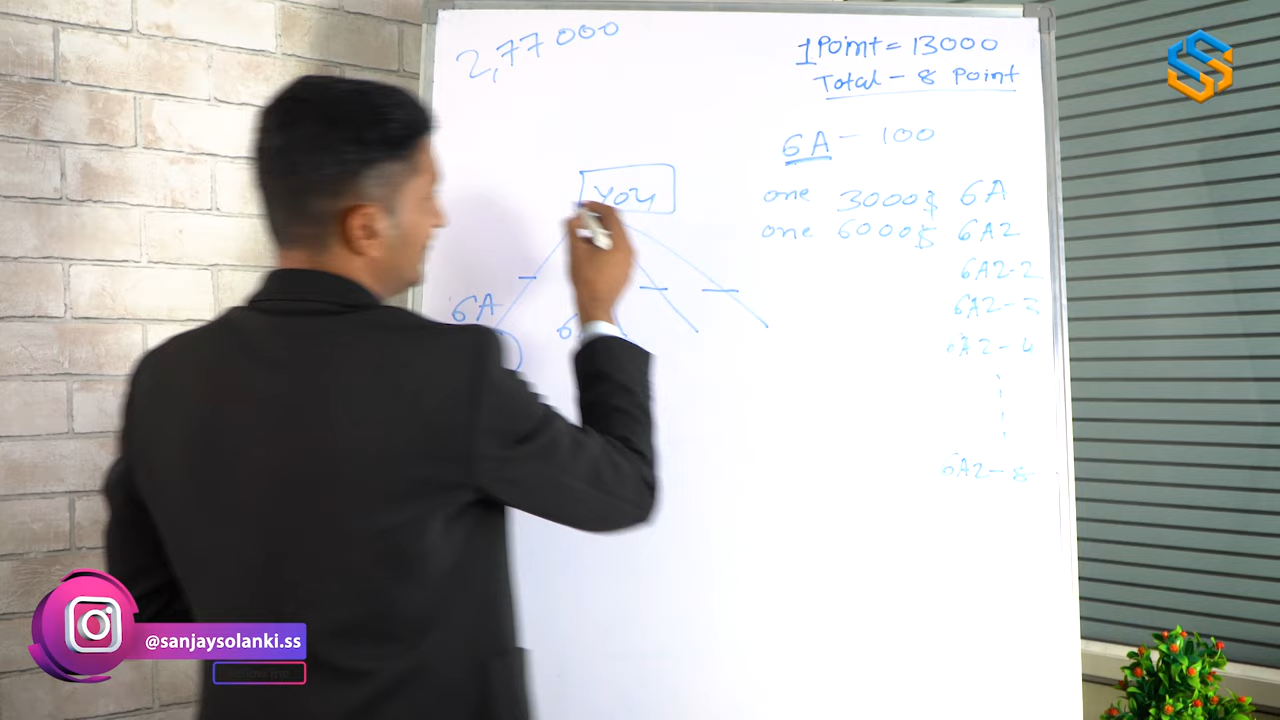 2,77000
1Point = 13000
Total - 8 Point
6A - 100
one 3000$ 6A
one 6000$ 6A2
6A2-2
6A2-3
6A2-4
6A2-8
YOU
6A
@sanjaysolanki.ss